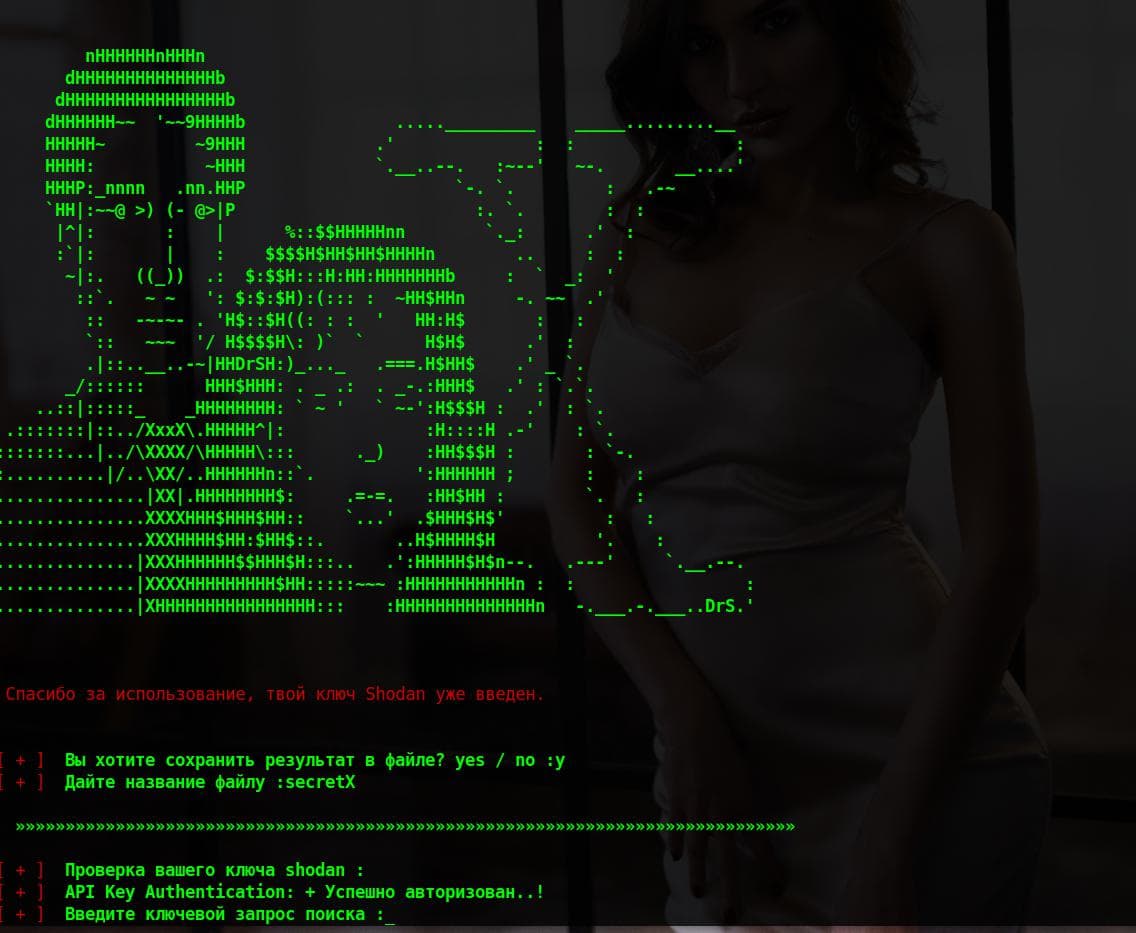 DrS.
Спасибо за использование, твой ключ Shodan уже введен.
[ + ]  Вы хотите сохранить результат в файле? yes / no :y
[ + ]  Дайте название файлу :secretX
»»»»»»»»»»»»»»»»»»»»»»»»»»»»»»»»»»»»»»»»»»»»»»»»»»»»»»»»»»»»»»»»»»»»»»»»»»»»»»
[ + ]  Проверка вашего ключа shodan :
[ + ]  API Key Authentication: + Успешно авторизован..!
[ + ]  Введите ключевой запрос поиска :_